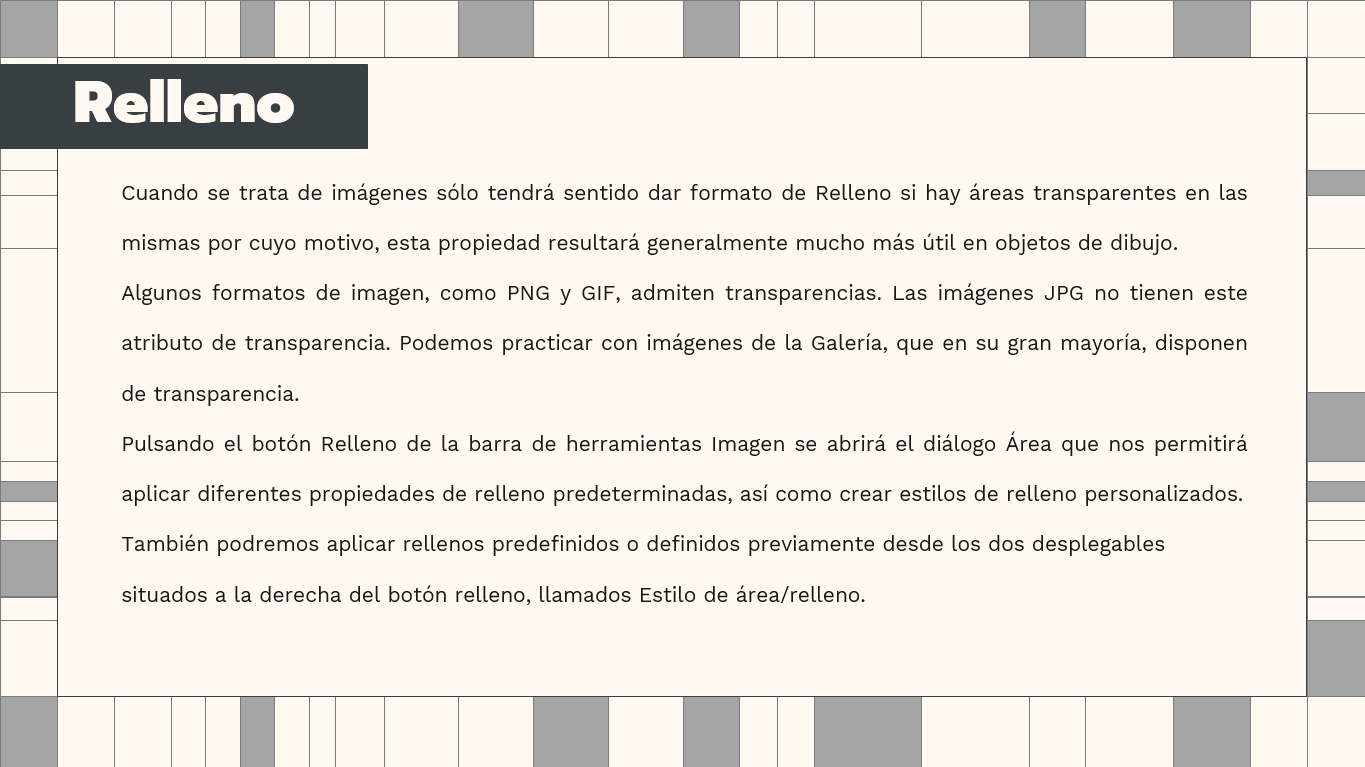 Relleno
Cuando se trata de imágenes sólo tendrá sentido dar formato de Relleno si hay áreas transparentes en las
mismas por cuyo motivo, esta propiedad resultará generalmente mucho más útil en objetos de dibujo.
Algunos formatos de imagen, como PNG y GIF, admiten transparencias. Las imágenes JPG no tienen este
atributo de transparencia. Podemos practicar con imágenes de la Galería, que en su gran mayoría, disponen
de transparencia.
Pulsando el botón Relleno de la barra de herramientas Imagen se abrirá el diálogo Área que nos permitirá
aplicar diferentes propiedades de relleno predeterminadas, así como crear estilos de relleno personalizados.
También podremos aplicar rellenos predefinidos o definidos previamente desde los dos desplegables
situados a la derecha del botón relleno, llamados Estilo de área/relleno.